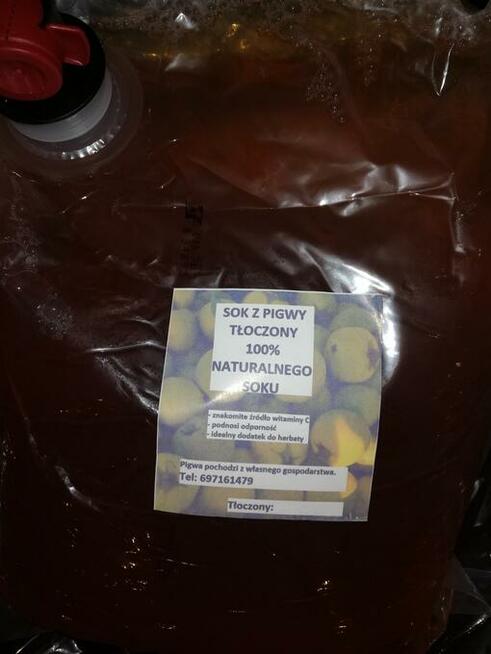 SOK Z PIGWY
TŁOCZONY
100%
NATURALNEGO
SOKU
- znakomite źródło witaminy C
- podnosi odporność
- idealny dodatek do herbaty
Pigwa pochodzi z własnego gospodarstwa.
Tel: 697161479
Tłoczony: